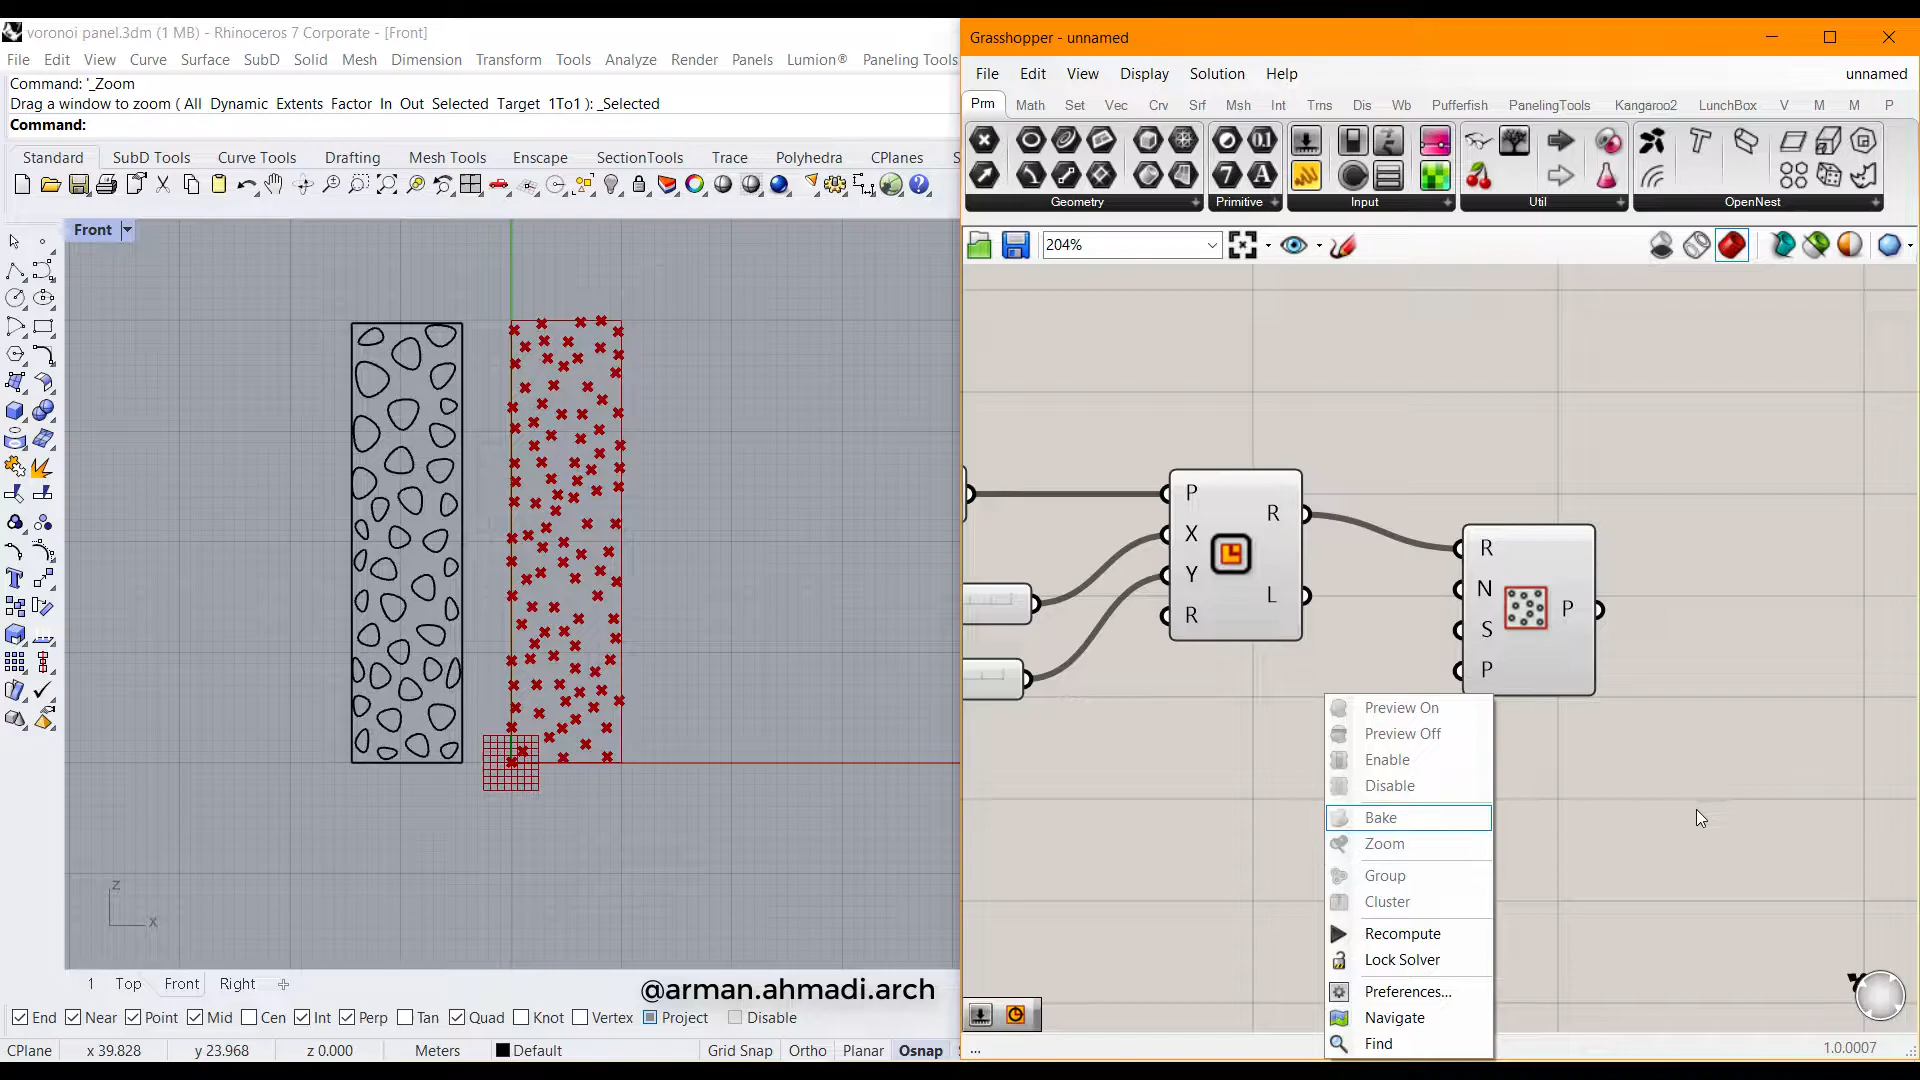 voronoi panel.3dm (1 MB) - Rhinoceros 7 Corporate - [Front]
File Edit View Curve Surface SubD Solid Mesh Dimension Transform Tools Analyze Render Panels Lumion® Paneling Tools
Command: '_Zoom
Drag a window to zoom ( All Dynamic Extents Factor In Out Selected Target 1To1 ): _Selected
Command:
Standard SubD Tools Curve Tools Drafting Mesh Tools Enscape SectionTools Trace Polyhedra CPlanes S
Front
z
x
1 Top Front Right
@arman.ahmadi.arch
End Near Point Mid Cen Int Perp Tan Quad Knot Vertex Project Disable
CPlane x 39.828 y 23.968 z 0.000 Meters Default Grid Snap Ortho Planar Osnap
Grasshopper - unnamed
File Edit View Display Solution Help unnamed
Prm Math Set Vec Crv Srf Msh Int Trns Dis Wb Pufferfish PanelingTools Kangaroo2 LunchBox V M M P
Geometry Primitive Input Util OpenNest
204%
P
X
Y
R
R
L
R
N
S
P
P
Preview On
Preview Off
Enable
Disable
Bake
Zoom
Group
Cluster
Recompute
Lock Solver
Preferences...
Navigate
Find
...
1.0.0007